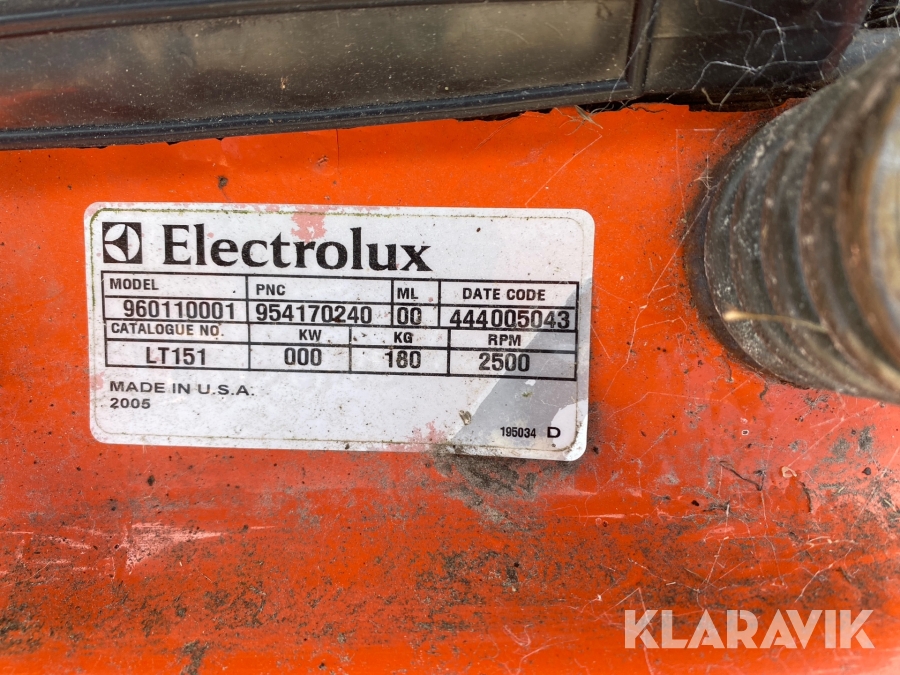 Electrolux
MODEL PNC ML DATE CODE
960110001 954170240 00 444005043
CATALOGUE NO. KW KG RPM
LT151 000 180 2500
MADE IN U.S.A.
2005
195034 D
KLARAVIK